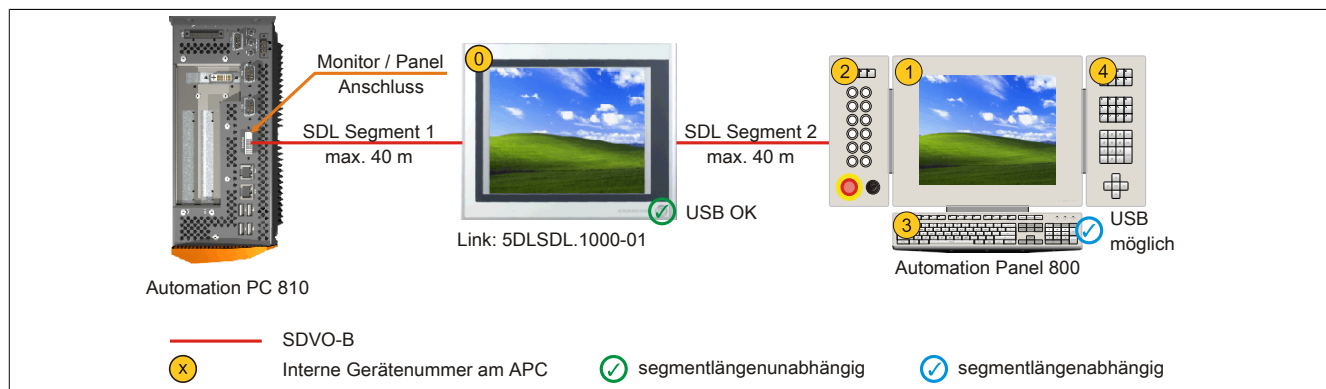 Monitor / Panel
Anschluss
SDL Segment 1
max. 40 m
0
USB OK
Link: 5DLSDL.1000-01
SDL Segment 2
max. 40 m
2
1
4
3
USB
möglich
Automation Panel 800
Automation PC 810
SDVO-B
x
Interne Gerätenummer am APC
segmentlängenunabhängig
segmentlängenabhängig